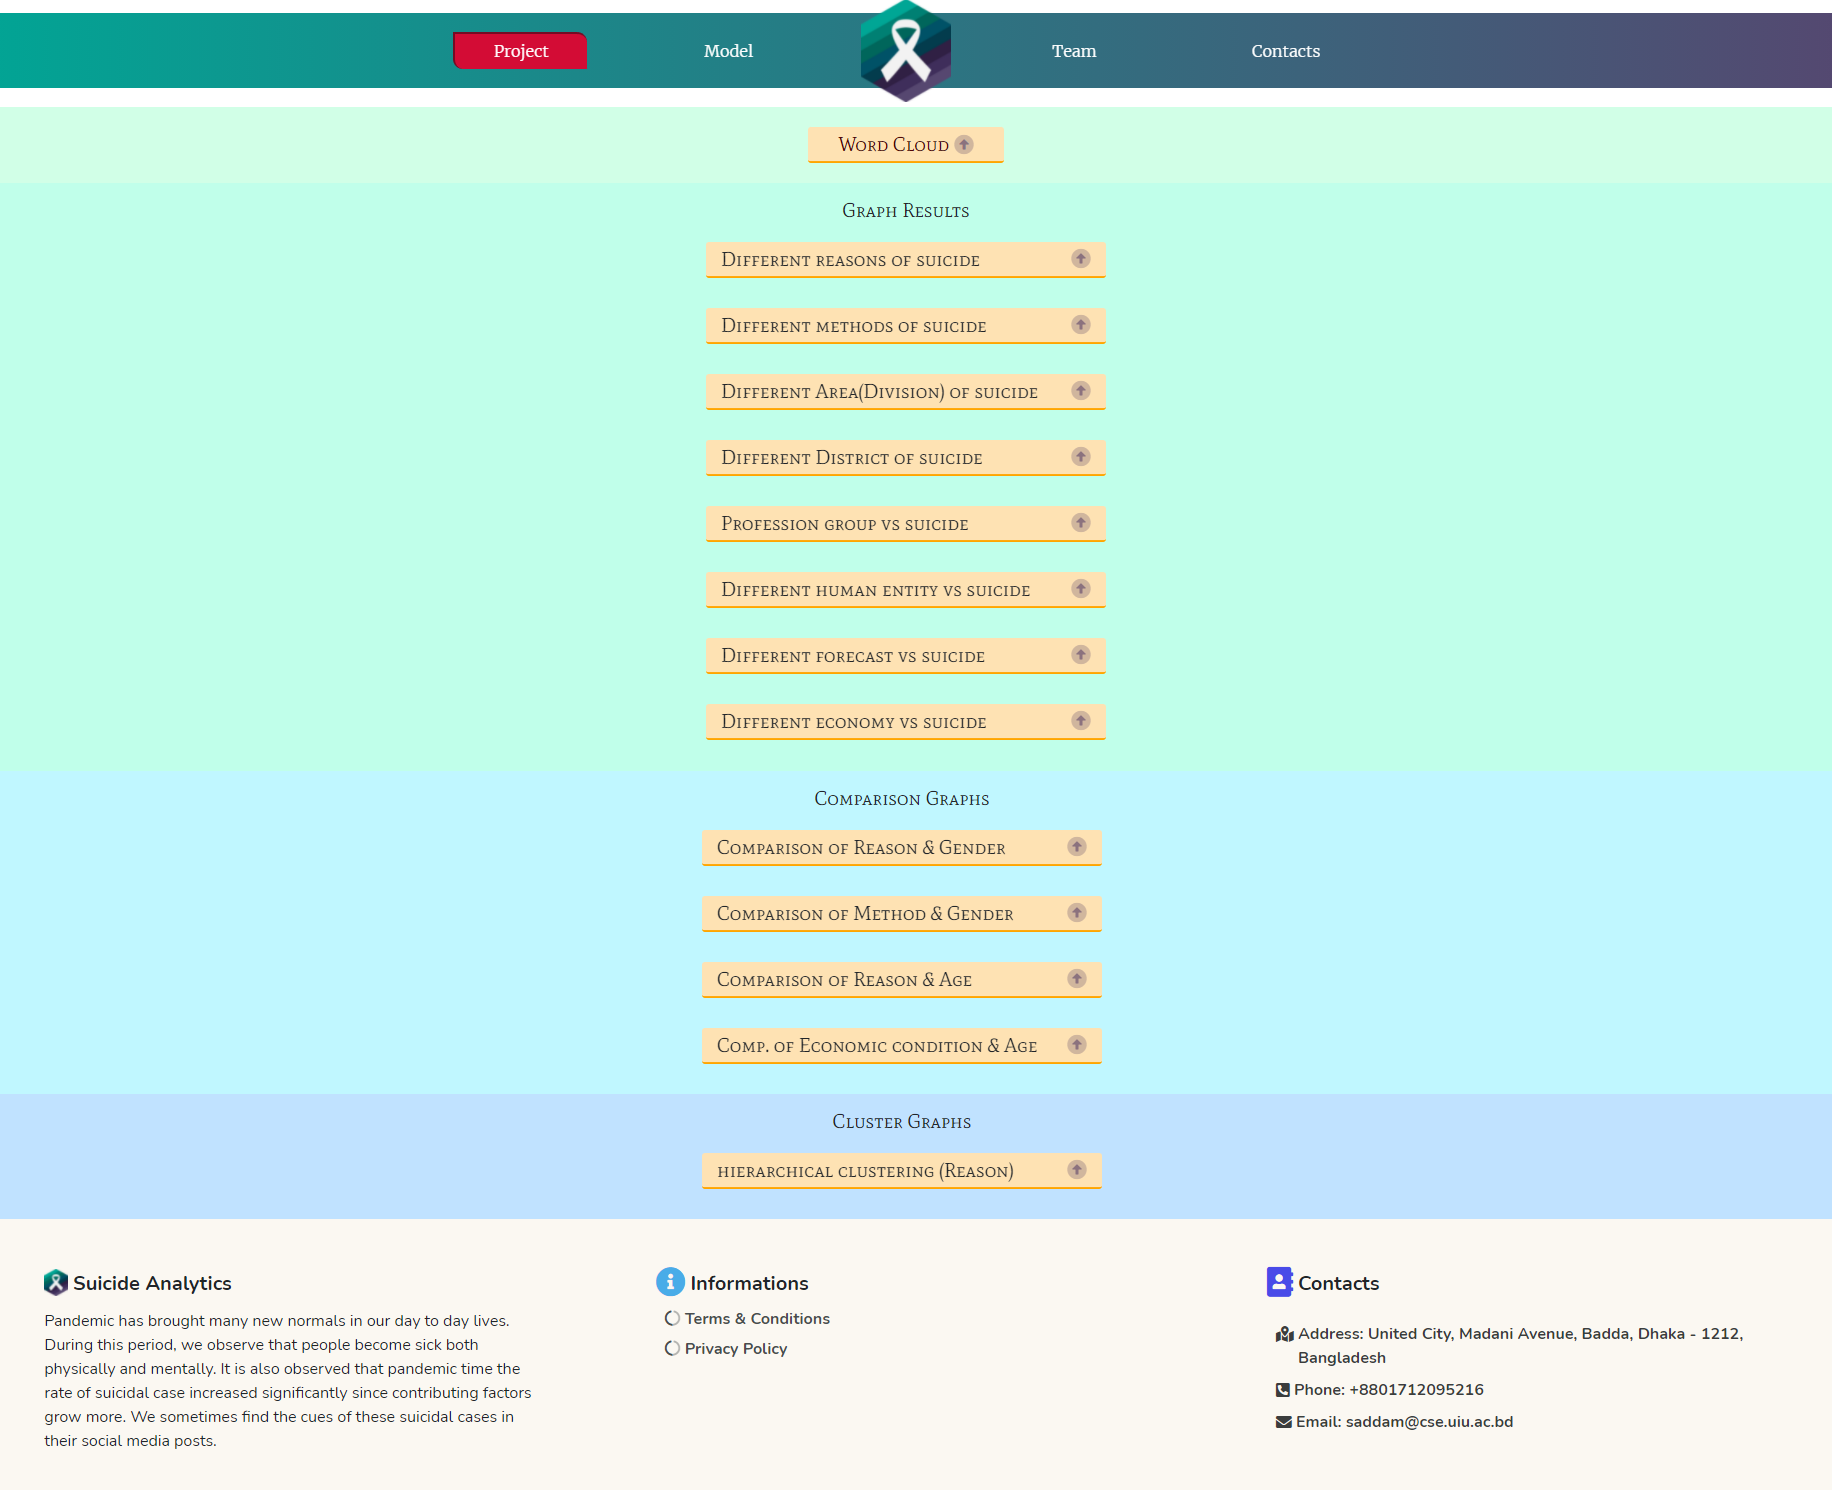 Project
Model
Team
Contacts
Word Cloud
Graph Results
Different reasons of suicide
Different methods of suicide
Different Area(Division) of suicide
Different District of suicide
Profession group vs suicide
Different human entity vs suicide
Different forecast vs suicide
Different economy vs suicide
Comparison Graphs
Comparison of Reason & Gender
Comparison of Method & Gender
Comparison of Reason & Age
Comp. of Economic condition & Age
Cluster Graphs
hierarchical clustering (Reason)
Suicide Analytics
Pandemic has brought many new normals in our day to day lives.
During this period, we observe that people become sick both
physically and mentally. It is also observed that pandemic time the
rate of suicidal case increased significantly since contributing factors
grow more. We sometimes find the cues of these suicidal cases in
their social media posts.
Informations
Terms & Conditions
Privacy Policy
Contacts
Address: United City, Madani Avenue, Badda, Dhaka - 1212,
Bangladesh
Phone: +8801712095216
Email: saddam@cse.uiu.ac.bd